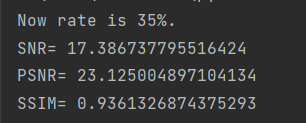 Now rate is 35%.
SNR= 17.386737795516424
PSNR= 23.125004897104134
SSIM= 0.9361326874375293